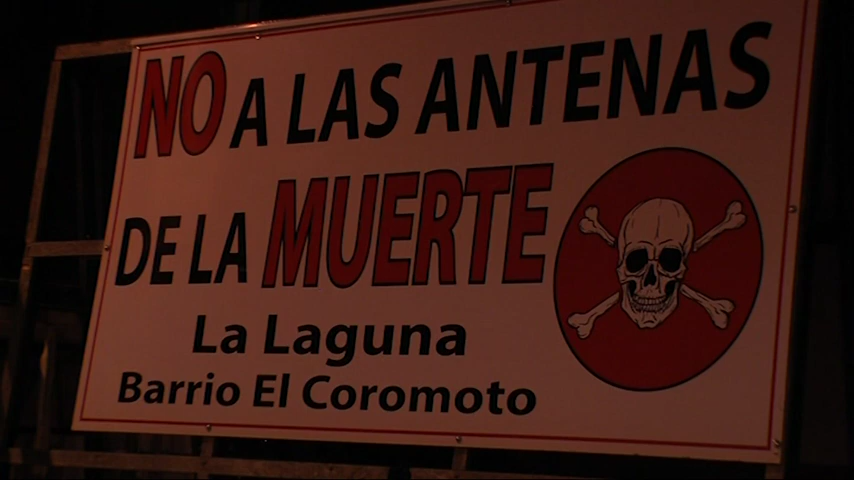 NO A LAS ANTENAS
DE LA MUERTE
La Laguna
Barrio El Coromoto